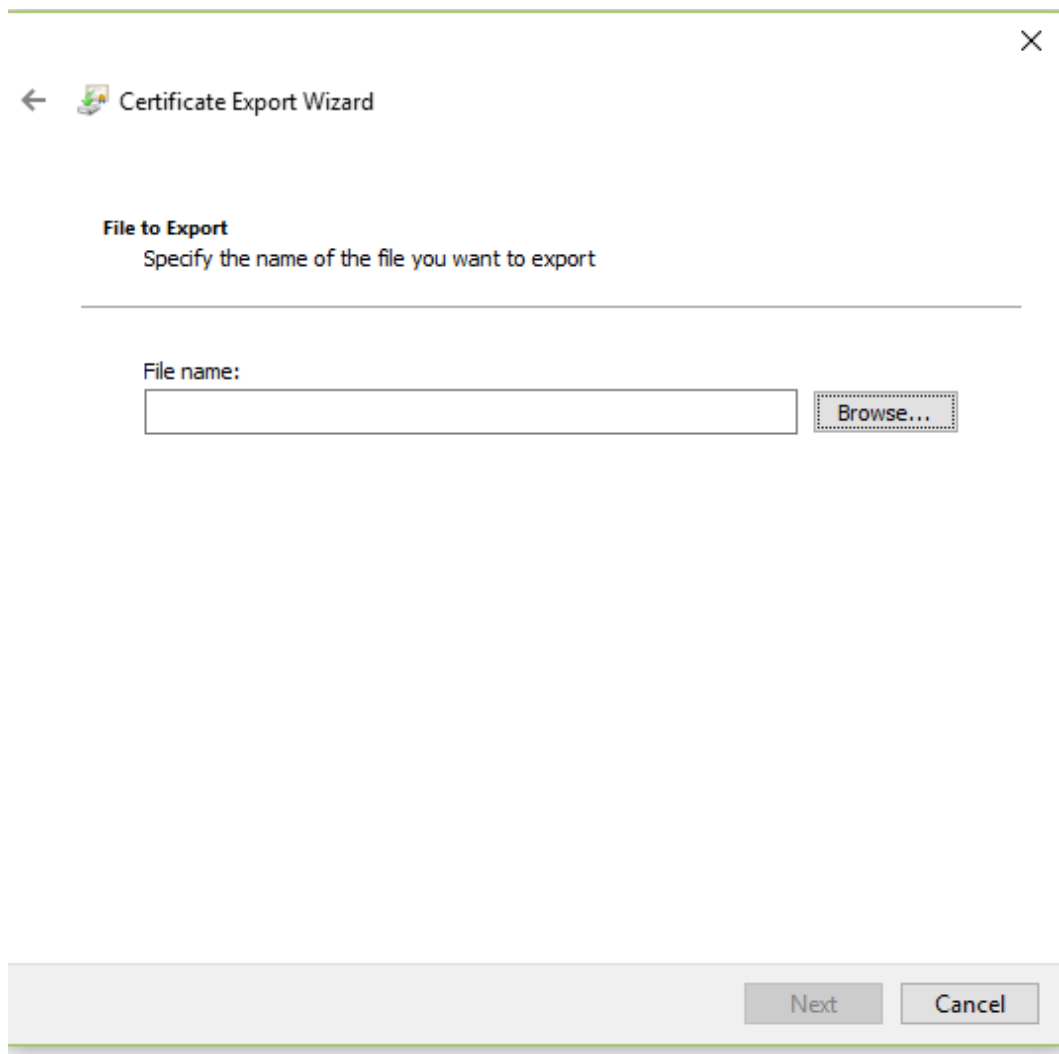 Certificate Export Wizard
File to Export
Specify the name of the file you want to export
File name:
Browse...
Next
Cancel